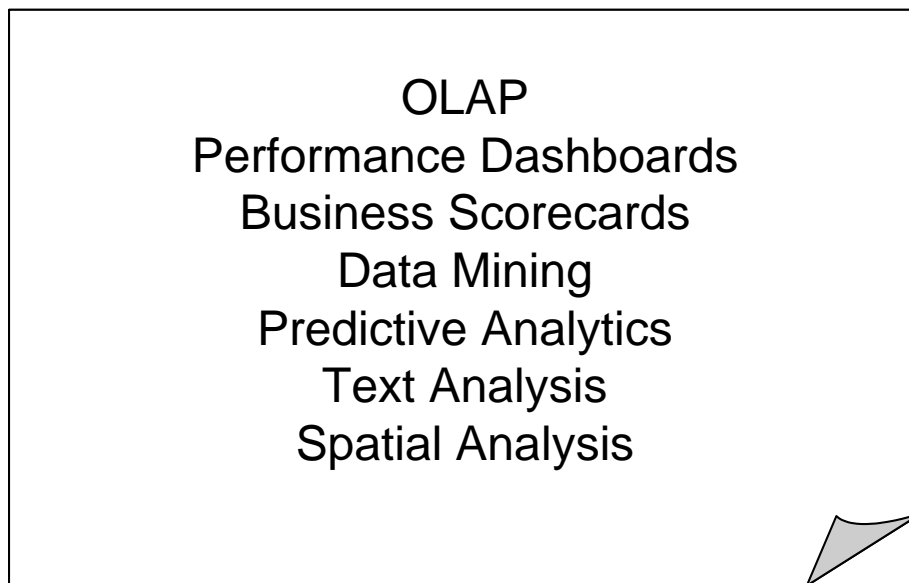 OLAP
Performance Dashboards
Business Scorecards
Data Mining
Predictive Analytics
Text Analysis
Spatial Analysis